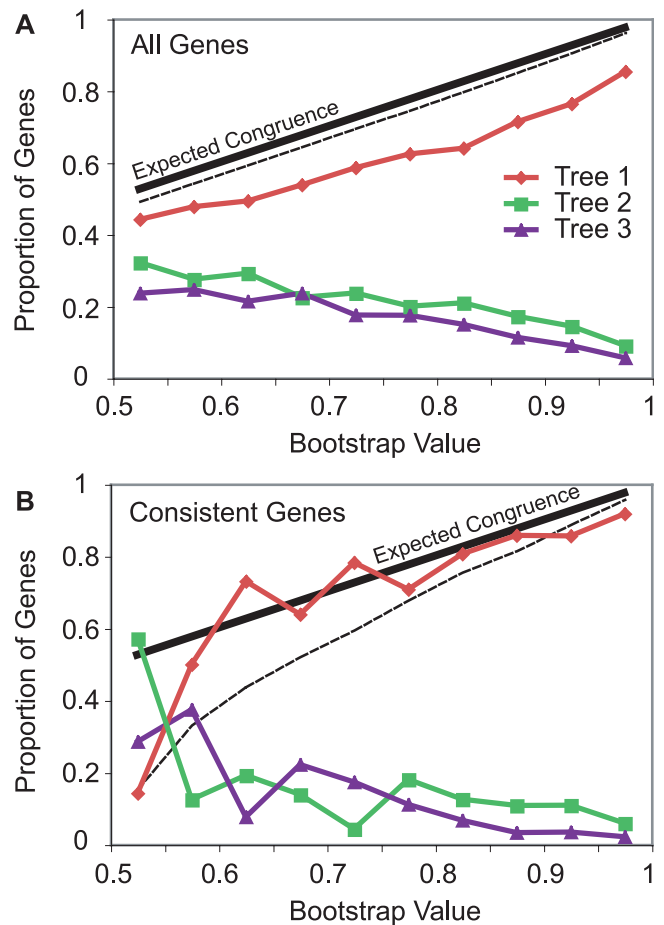 A
All Genes
Expected Congruence
Tree 1
Tree 2
Tree 3
Proportion of Genes
1
0.8
0.6
0.4
0.2
0
0.5 0.6 0.7 0.8 0.9 1
Bootstrap Value
B
Consistent Genes
Expected Congruence
Proportion of Genes
1
0.8
0.6
0.4
0.2
0
0.5 0.6 0.7 0.8 0.9 1
Bootstrap Value